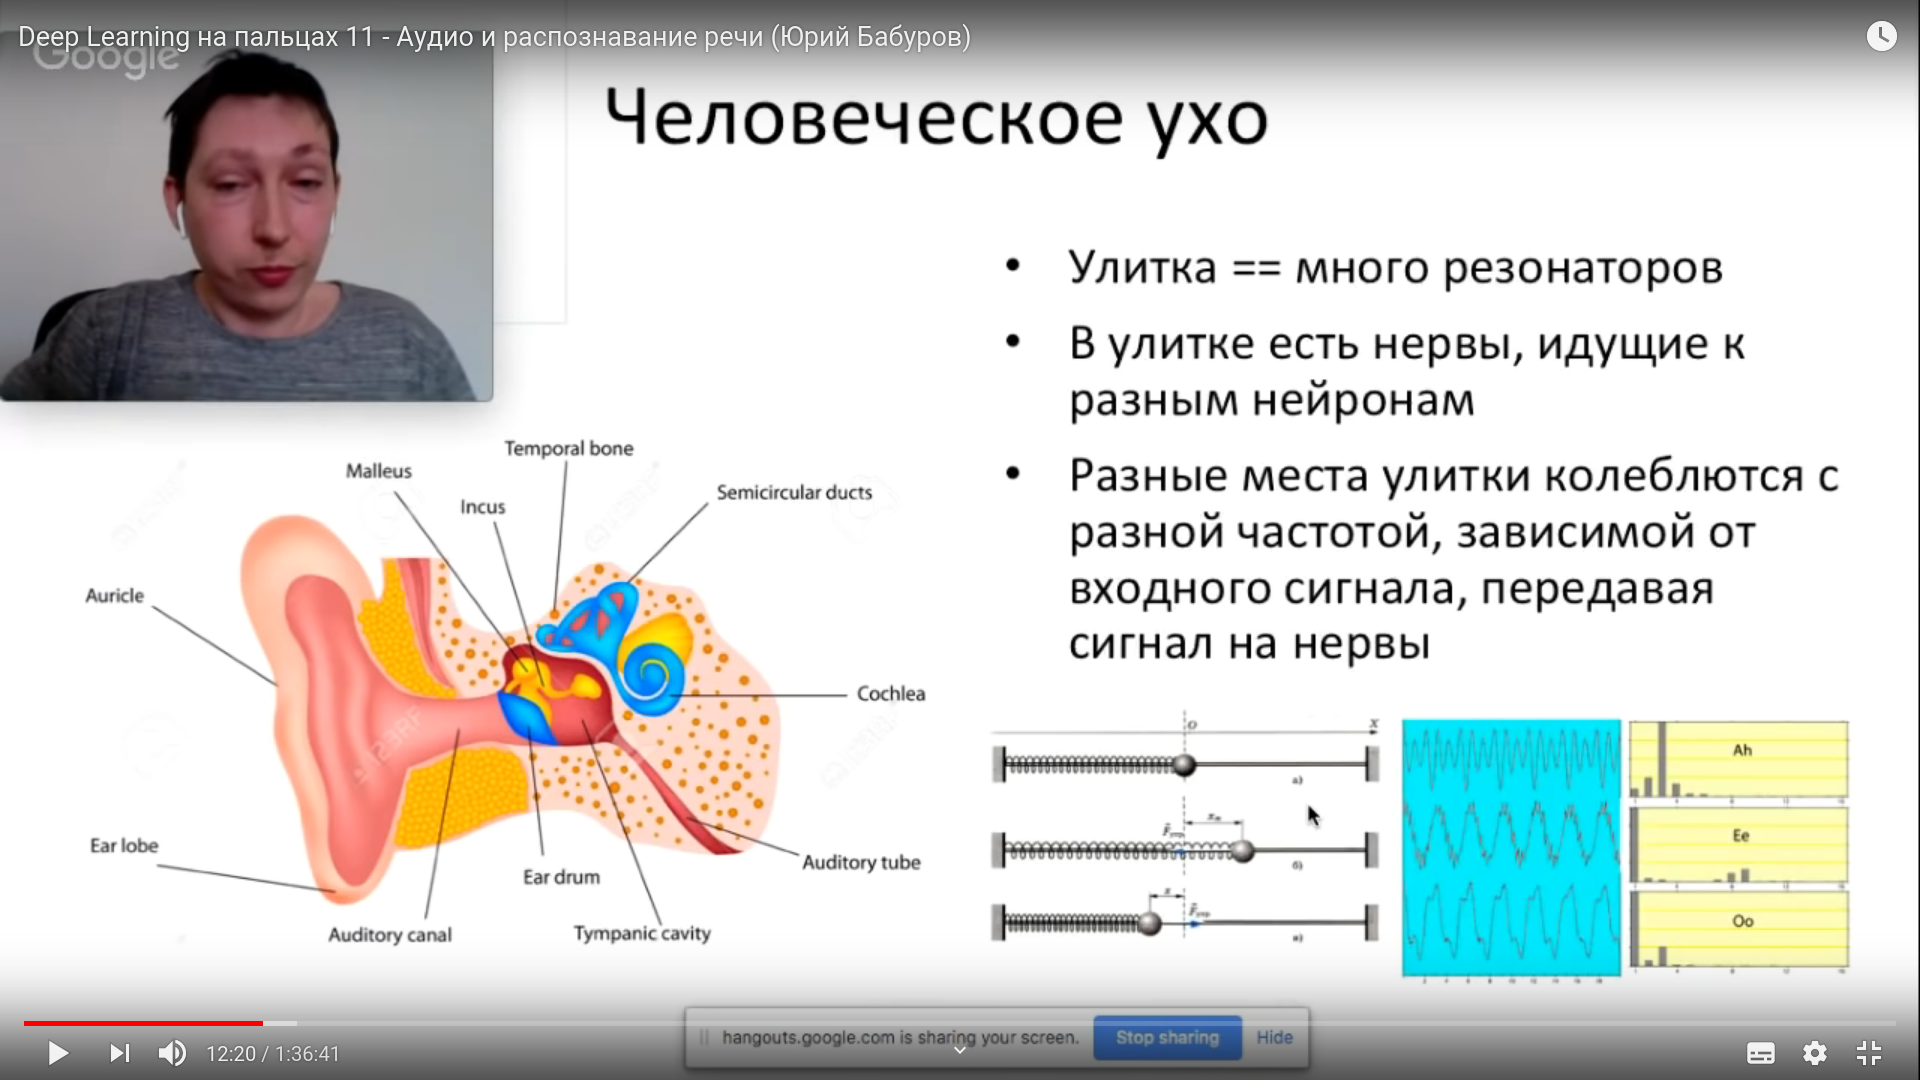 Deep Learning на пальцах 11 - Аудио и распознавание речи (Юрий Бабуров)
Google
Человеческое ухо
• Улитка == много резонаторов
• В улитке есть нервы, идущие к
разным нейронам
• Разные места улитки колеблются с
разной частотой, зависимой от
входного сигнала, передавая
сигнал на нервы
Temporal bone
Malleus
Incus
Semicircular ducts
Auricle
Cochlea
Ear lobe
Auditory tube
Ear drum
Auditory canal
Tympanic cavity
123RF
O
X
а)
б)
x
в)
Ah
Ee
Oo
hangouts.google.com is sharing your screen.
Stop sharing
Hide
12:20 / 1:36:41